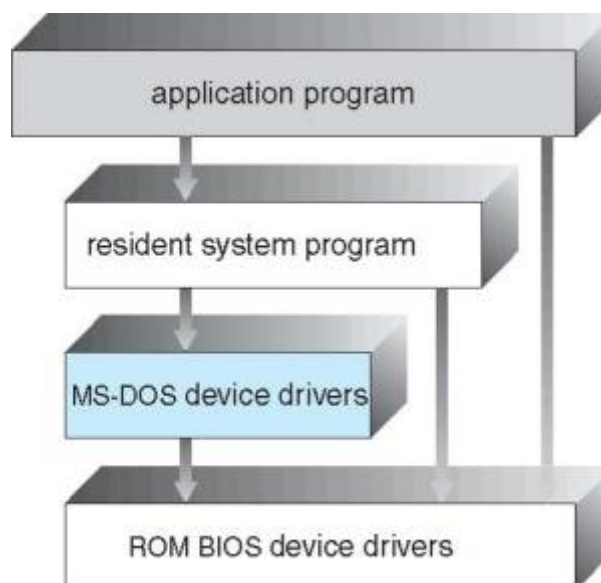 application program
resident system program
MS-DOS device drivers
ROM BIOS device drivers